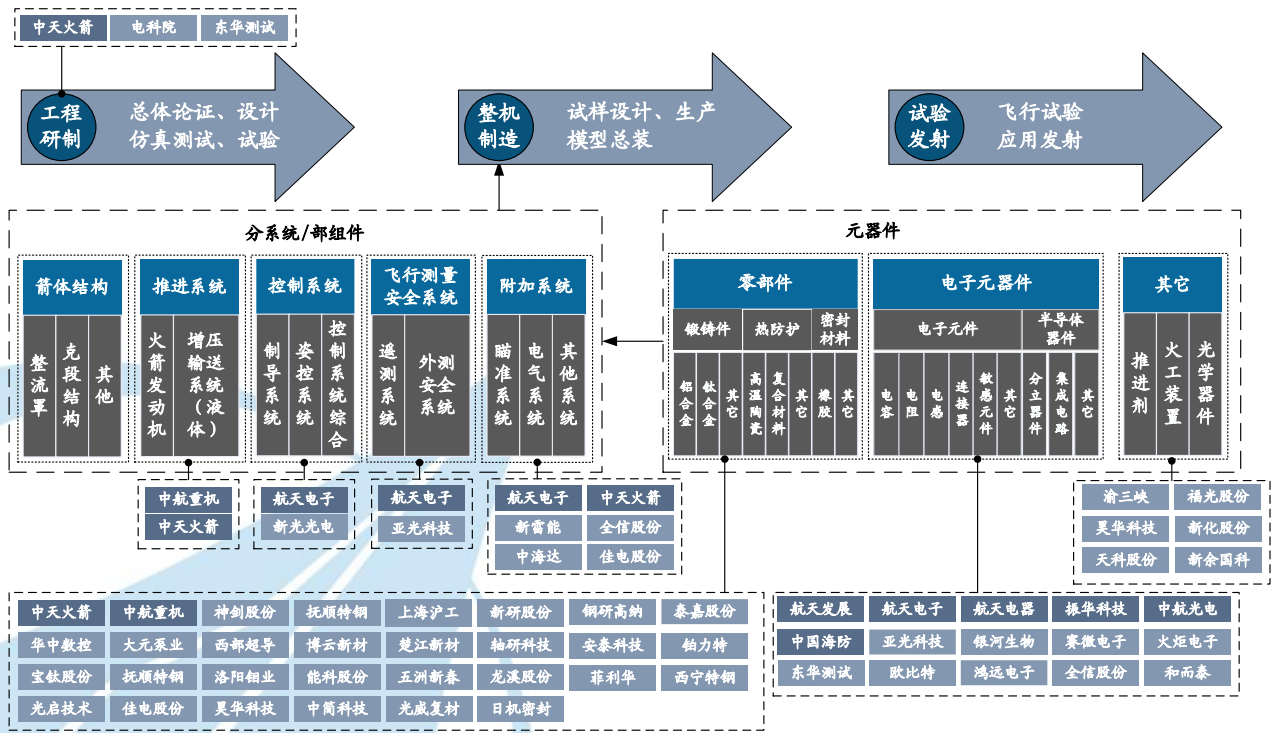 中天火箭
电科院
东华测试
工程
研制
总体论证、设计
仿真测试、试验
整机
制造
试样设计、生产
模型总装
试验
发射
飞行试验
应用发射
分系统/部组件
箭体结构
整流罩
壳段结构
其他
推进系统
火箭发动机
增压
输送
系统
（液
体）
控制系统
制导系统
姿控系统
控制系统综合
飞行测量
安全系统
遥测系统
外测
安全
系统
附加系统
瞄准系统
电气系统
其他系统
元器件
零部件
锻铸件
铝合金
钛合金
其它
热防护
高温陶瓷
复合材料
其它
密封
材料
橡胶
其它
电子元器件
电子元件
电容
电阻
电感
连接器
敏感元件
其它
半导体
器件
分立器件
集成电路
其它
其它
推进剂
火工装置
光学器件
中航重机
中天火箭
航天电子
新光光电
航天电子
亚光科技
航天电子
中天火箭
新雷能
全信股份
中海达
佳电股份
渝三峡
福光股份
昊华科技
新化股份
天科股份
新余国科
中天火箭
中航重机
神剑股份
抚顺特钢
上海沪工
新研股份
钢研高纳
泰嘉股份
华中数控
大元泵业
西部超导
博云新材
楚江新材
轴研科技
安泰科技
铂力特
宝钛股份
抚顺特钢
洛阳钼业
能科股份
五洲新春
龙溪股份
菲利华
西宁特钢
光启技术
佳电股份
昊华科技
中简科技
光威复材
日机密封
航天发展
航天电子
航天电器
振华科技
中航光电
中国海防
亚光科技
银河生物
赛微电子
火炬电子
东华测试
欧比特
鸿远电子
全信股份
和而泰